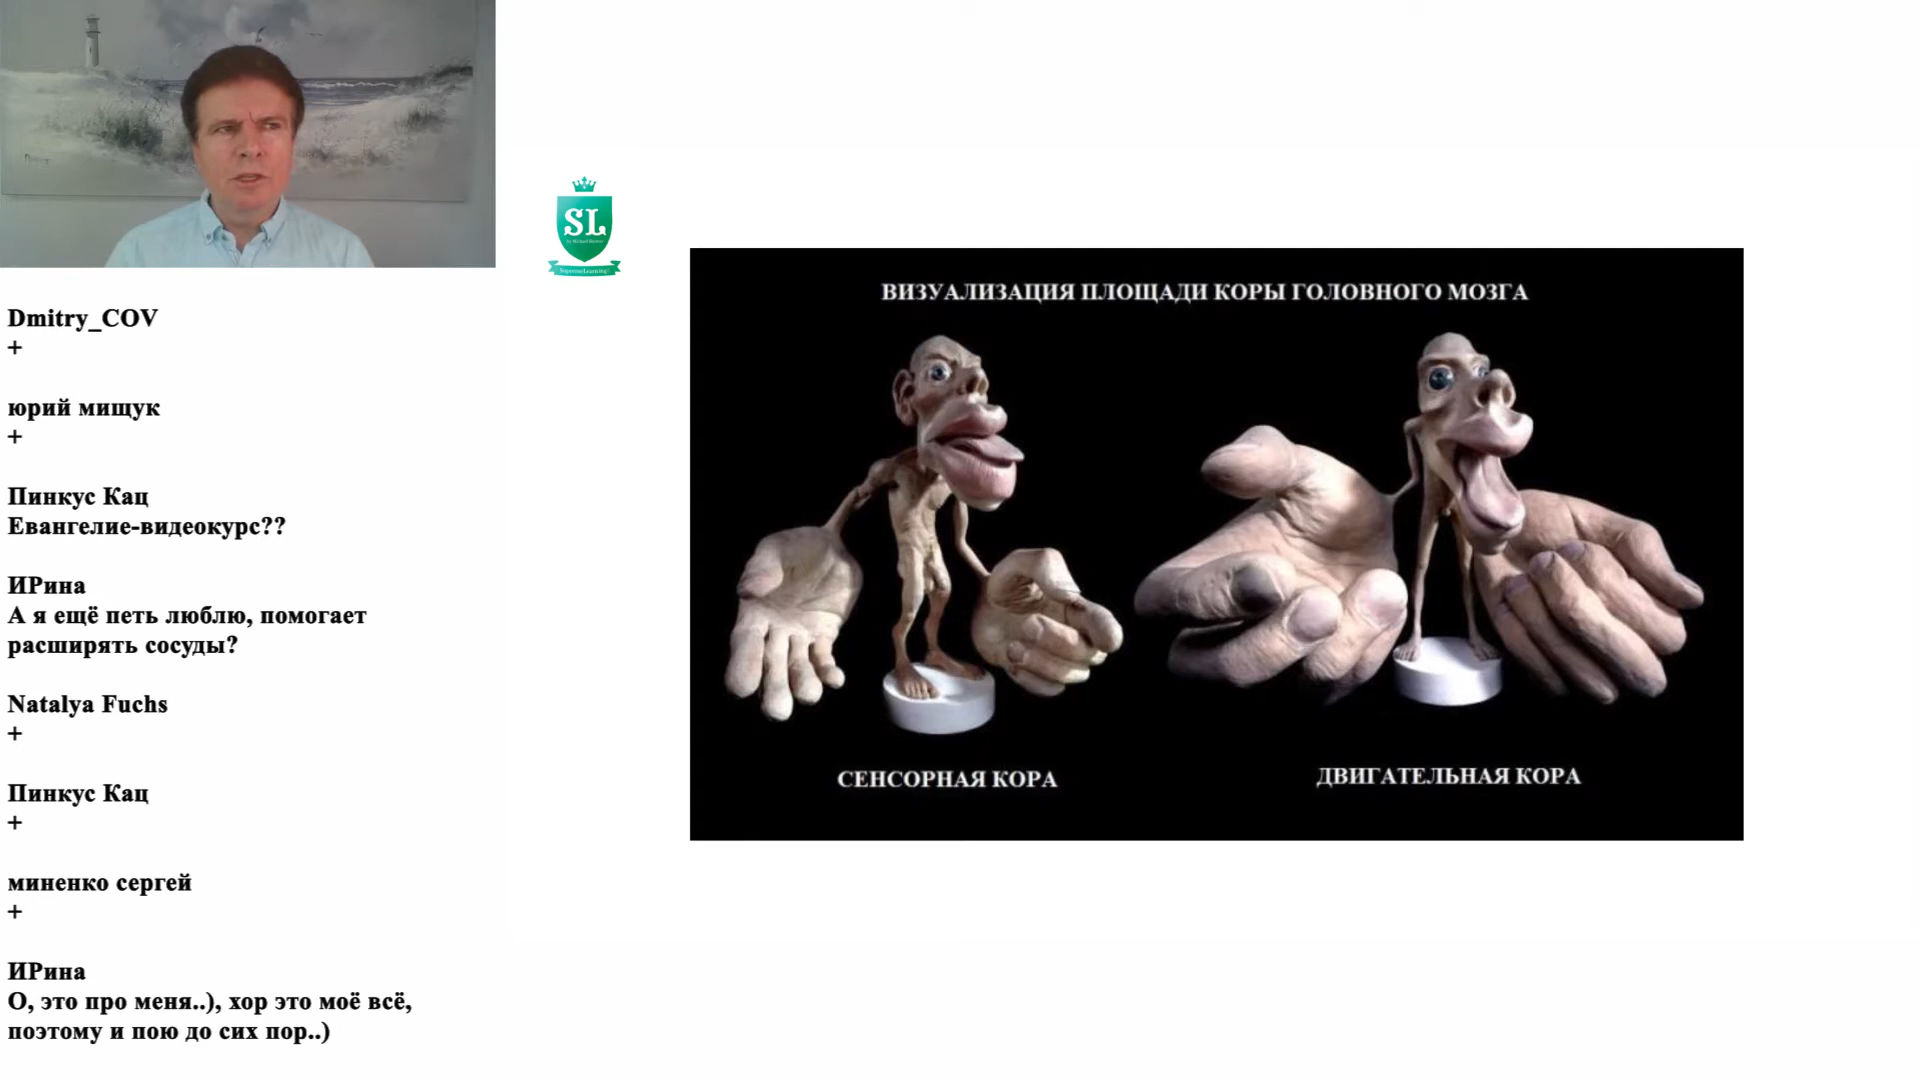 Dmitry_COV
+
юрий мищук
+
Пинкус Кац
Евангелие-видеокурс??
ИРина
А я ещё петь люблю, помогает
расширять сосуды?
Natalya Fuchs
+
Пинкус Кац
+
миненко сергей
+
ИРина
О, это про меня..), хор это моё всё,
поэтому и пою до сих пор..)
SL
SupremeLearning
ВИЗУАЛИЗАЦИЯ ПЛОЩАДИ КОРЫ ГОЛОВНОГО МОЗГА
СЕНСОРНАЯ КОРА
ДВИГАТЕЛЬНАЯ КОРА